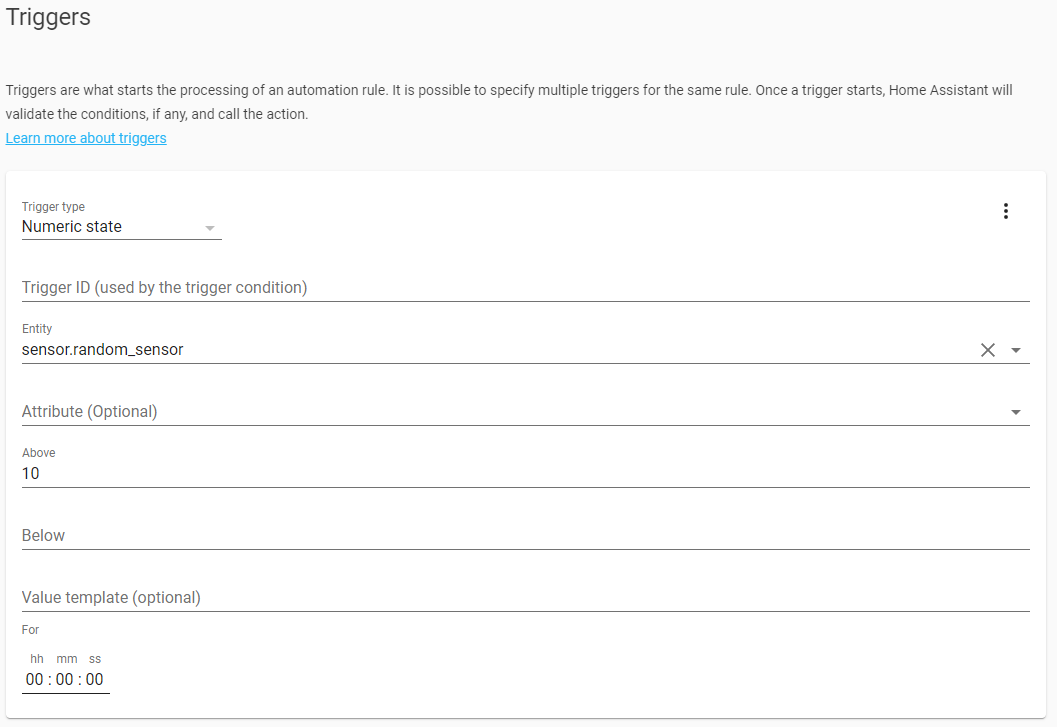 Triggers
Triggers are what starts the processing of an automation rule. It is possible to specify multiple triggers for the same rule. Once a trigger starts, Home Assistant will
validate the conditions, if any, and call the action.
Learn more about triggers
Trigger type
Numeric state
Trigger ID (used by the trigger condition)
Entity
sensor.random_sensor
Attribute (Optional)
Above
10
Below
Value template (optional)
For
hh mm ss
00 : 00 : 00